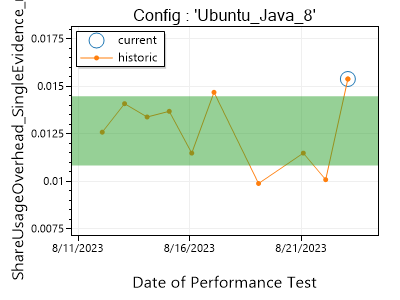 Config : 'Ubuntu_Java_8'
current
historic
0.0175
0.015
0.0125
0.01
0.0075
8/11/2023
8/16/2023
8/21/2023
Date of Performance Test
ShareUsageOverhead_SingleEvidence_